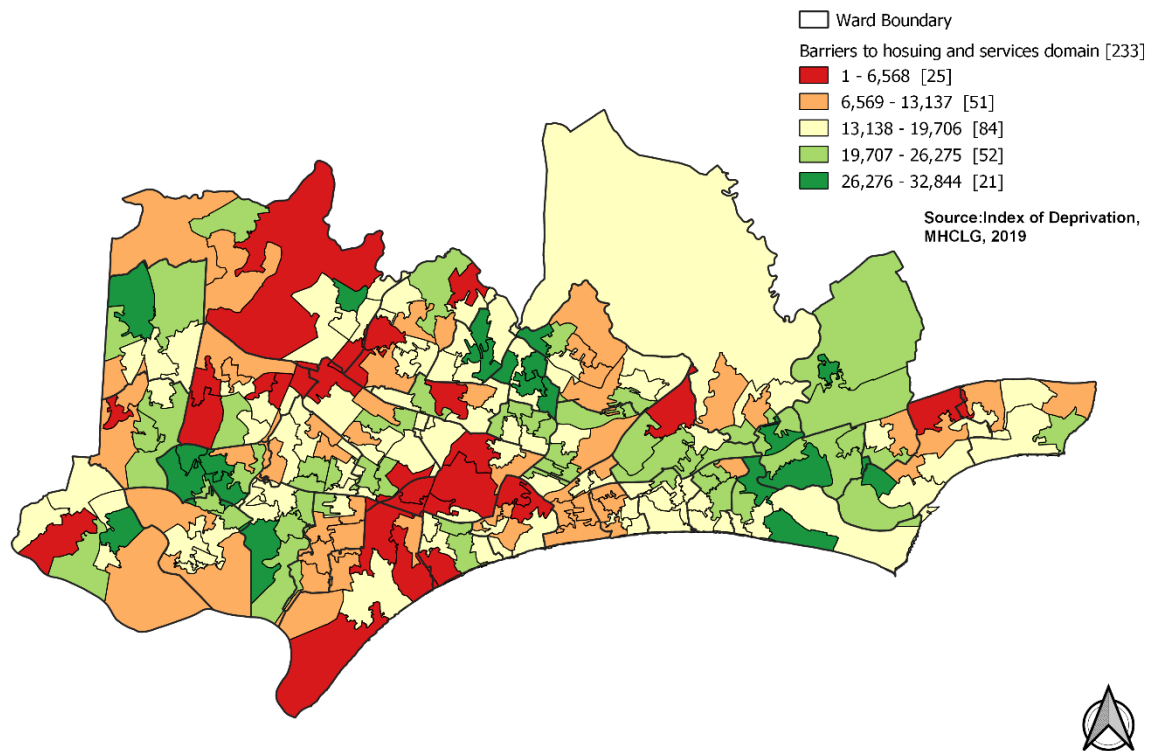 Ward Boundary
Barriers to hosuing and services domain [233]
1 - 6,568 [25]
6,569 - 13,137 [51]
13,138 - 19,706 [84]
19,707 - 26,275 [52]
26,276 - 32,844 [21]
Source:Index of Deprivation,
MHCLG, 2019